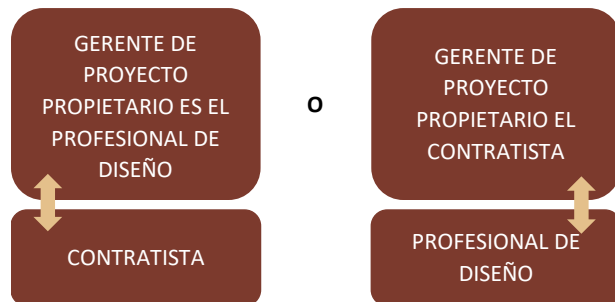 GERENTE DE
PROYECTO
PROPIETARIO ES EL
PROFESIONAL DE
DISEÑO
CONTRATISTA
O
GERENTE DE
PROYECTO
PROPIETARIO EL
CONTRATISTA
PROFESIONAL DE
DISEÑO